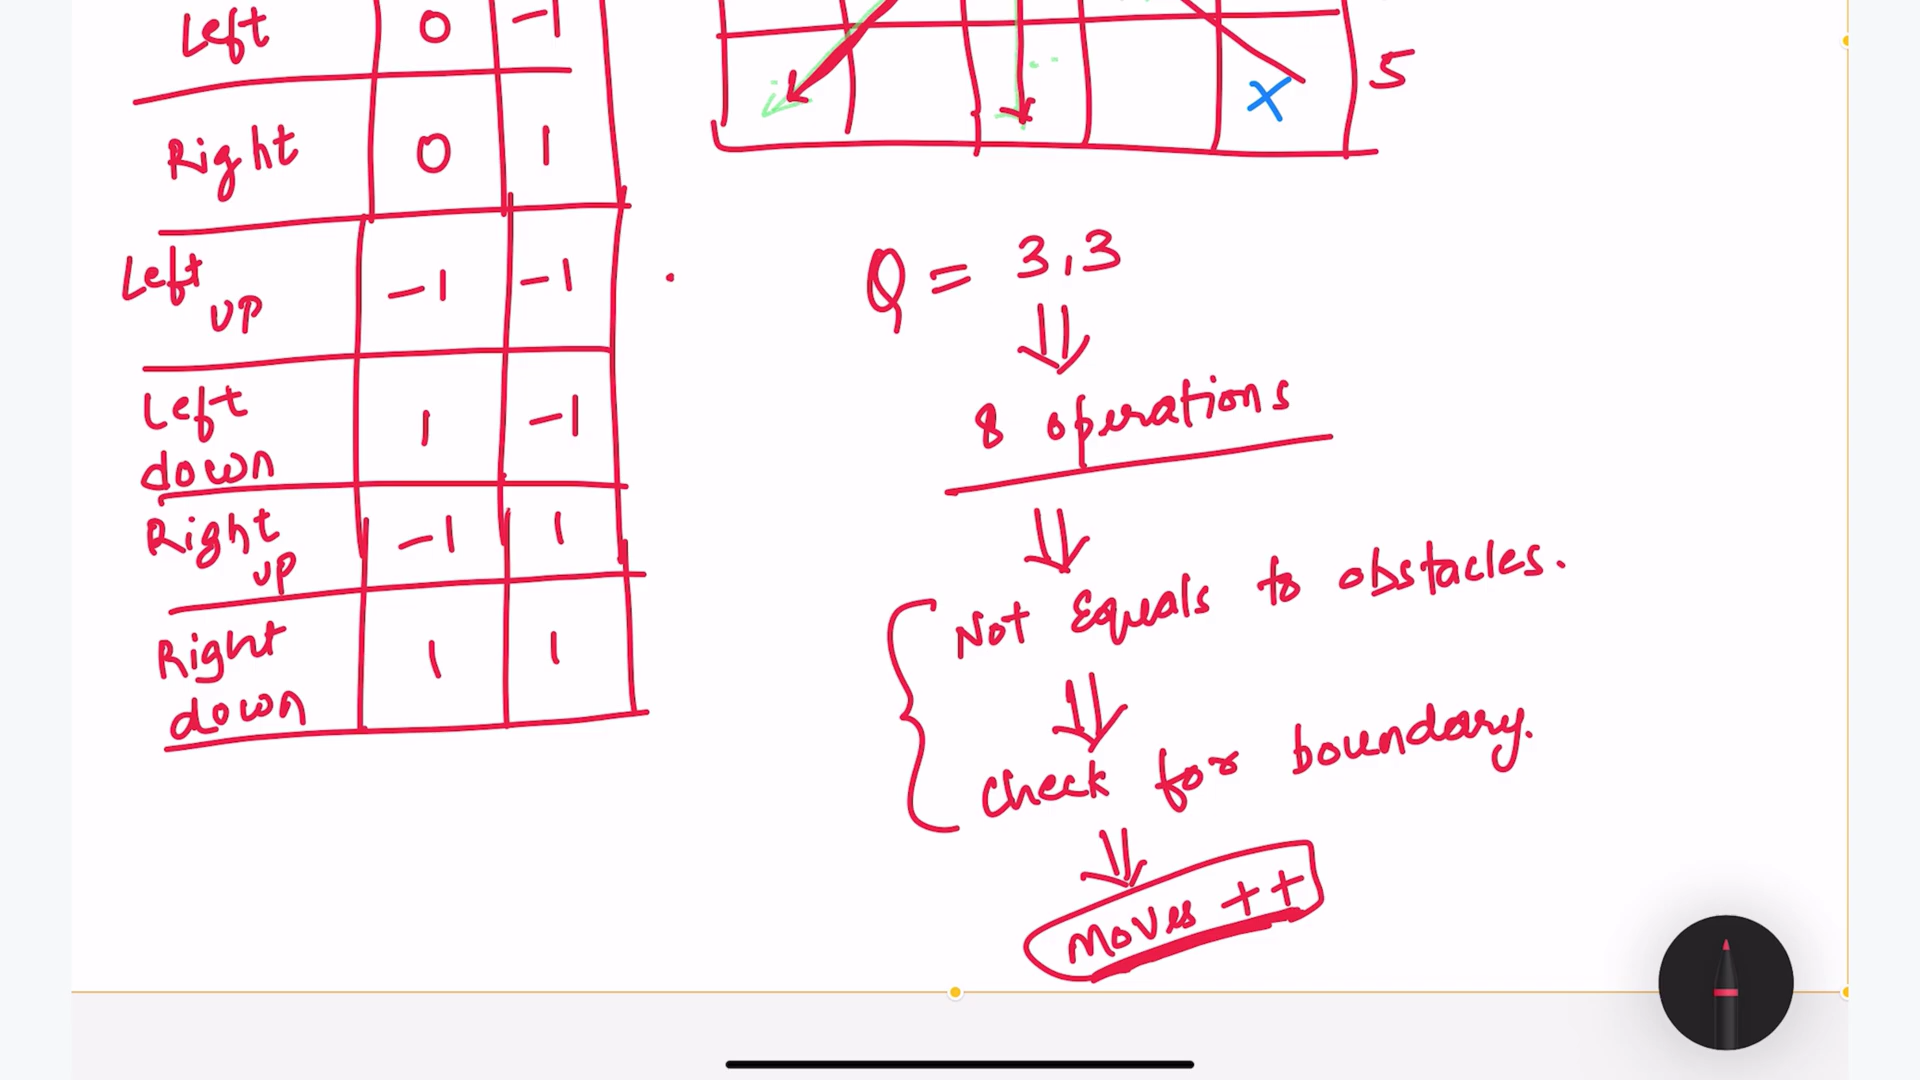 Left 0 -1
Right 0 1
Left up -1 -1
Left down 1 -1
Right up -1 1
Right down 1 1
X 5
Q = 3,3
8 operations
Not Equals to obstacles.
Check for boundary.
Moves ++